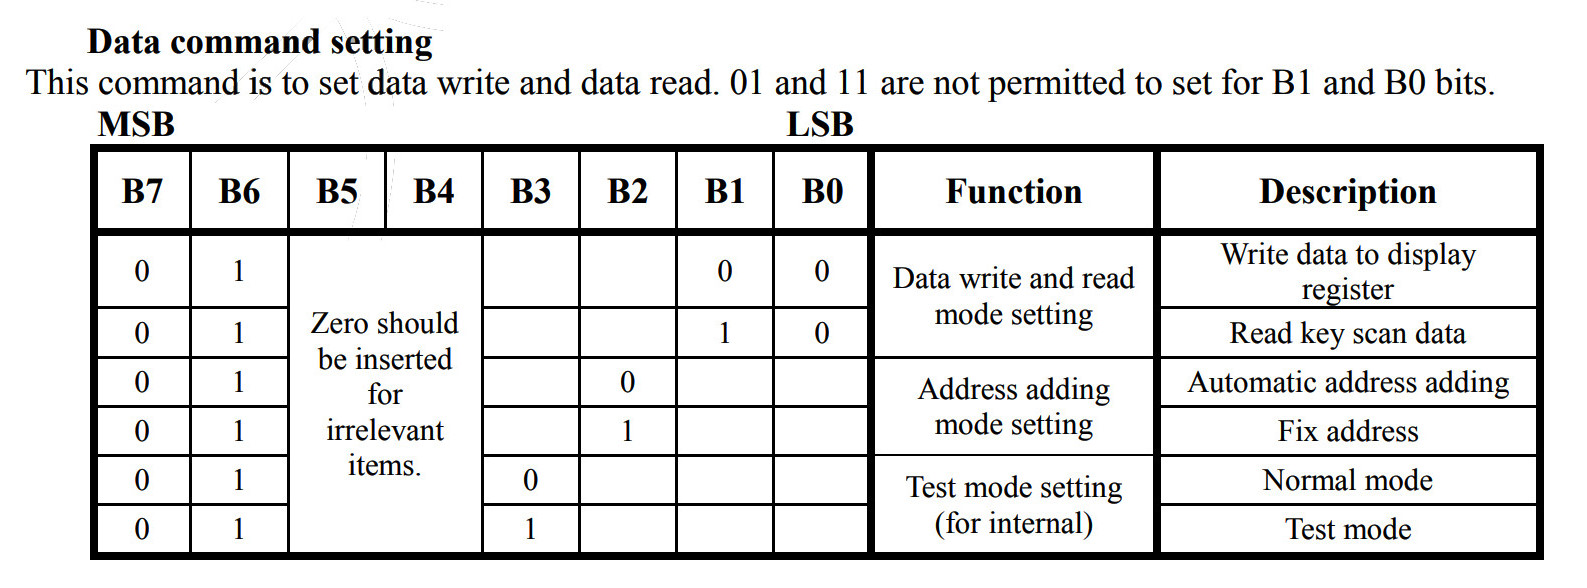 Data command setting
This command is to set data write and data read. 01 and 11 are not permitted to set for B1 and B0 bits.
MSB LSB
B7 B6 B5 B4 B3 B2 B1 B0 Function Description
0 1 0 0 Write data to display register
0 1 1 0 Read key scan data
Data write and read
mode setting
0 1 0 Automatic address adding
0 1 1 Fix address
Address adding
mode setting
0 1 0 Normal mode
0 1 1 Test mode
Test mode setting
(for internal)
Zero should
be inserted
for
irrelevant
items.